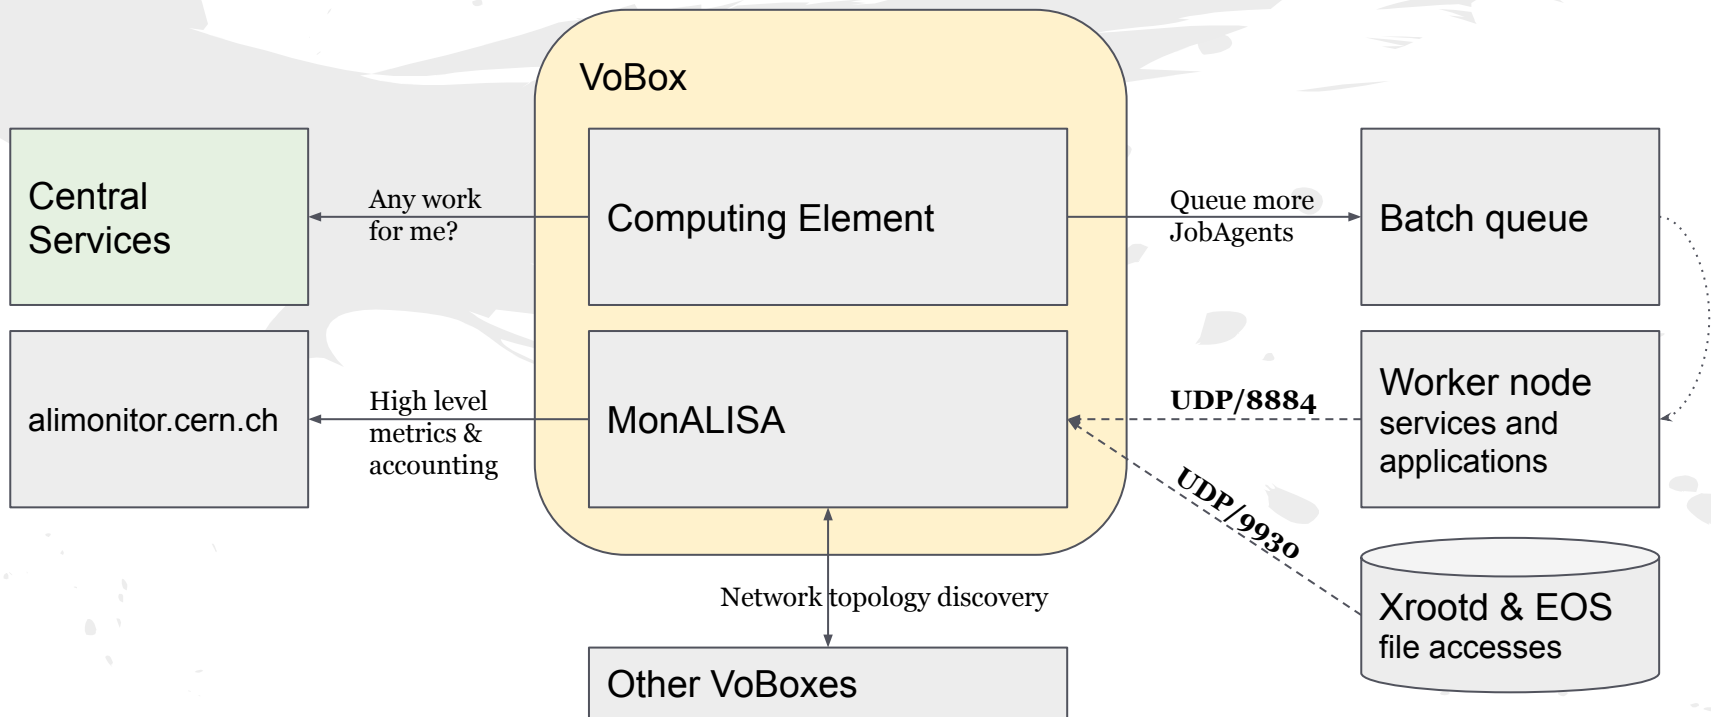 VoBox
Central
Services
Any work
for me?
Computing Element
Queue more
JobAgents
Batch queue
alimonitor.cern.ch
High level
metrics &
accounting
MonALISA
UDP/8884
Worker node
services and
applications
UDP/9930
Network topology discovery
Xrootd & EOS
file accesses
Other VoBoxes